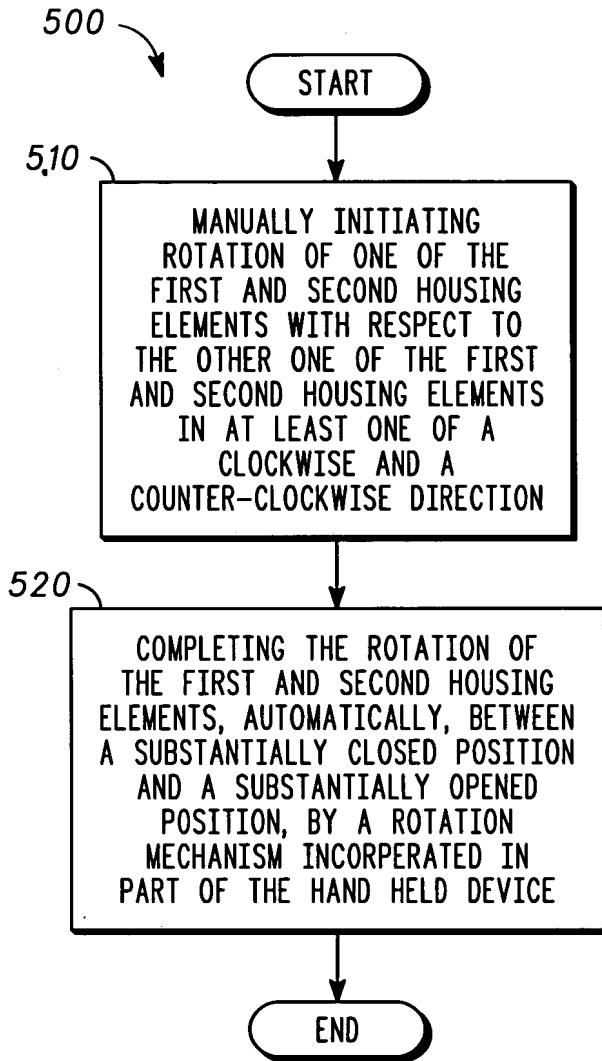 500
START
510
MANUALLY INITIATING
ROTATION OF ONE OF THE
FIRST AND SECOND HOUSING
ELEMENTS WITH RESPECT TO
THE OTHER ONE OF THE FIRST
AND SECOND HOUSING ELEMENTS
IN AT LEAST ONE OF A
CLOCKWISE AND A
COUNTER-CLOCKWISE DIRECTION
520
COMPLETING THE ROTATION OF
THE FIRST AND SECOND HOUSING
ELEMENTS, AUTOMATICALLY, BETWEEN
A SUBSTANTIALLY CLOSED POSITION
AND A SUBSTANTIALLY OPENED
POSITION, BY A ROTATION
MECHANISM INCORPERATED IN
PART OF THE HAND HELD DEVICE
END